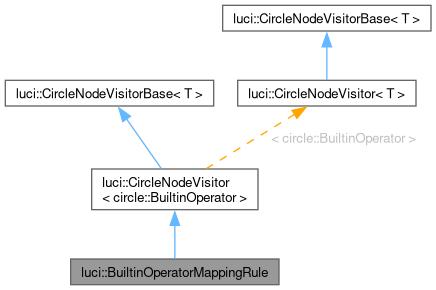 luci::CircleNodeVisitorBase< T >
luci::CircleNodeVisitorBase< T >
luci::CircleNodeVisitor< T >
< circle::BuiltinOperator >
luci::CircleNodeVisitor
< circle::BuiltinOperator >
luci::BuiltinOperatorMappingRule